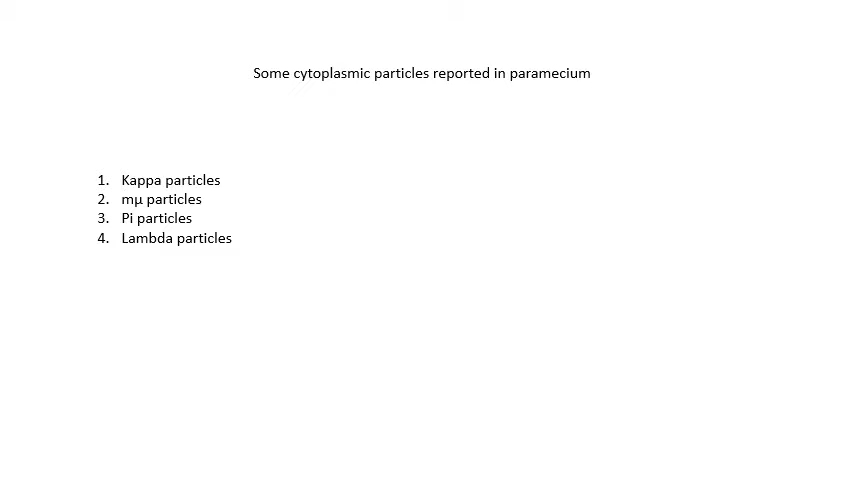 Some cytoplasmic particles reported in paramecium
1. Kappa particles
2. mμ particles
3. Pi particles
4. Lambda particles